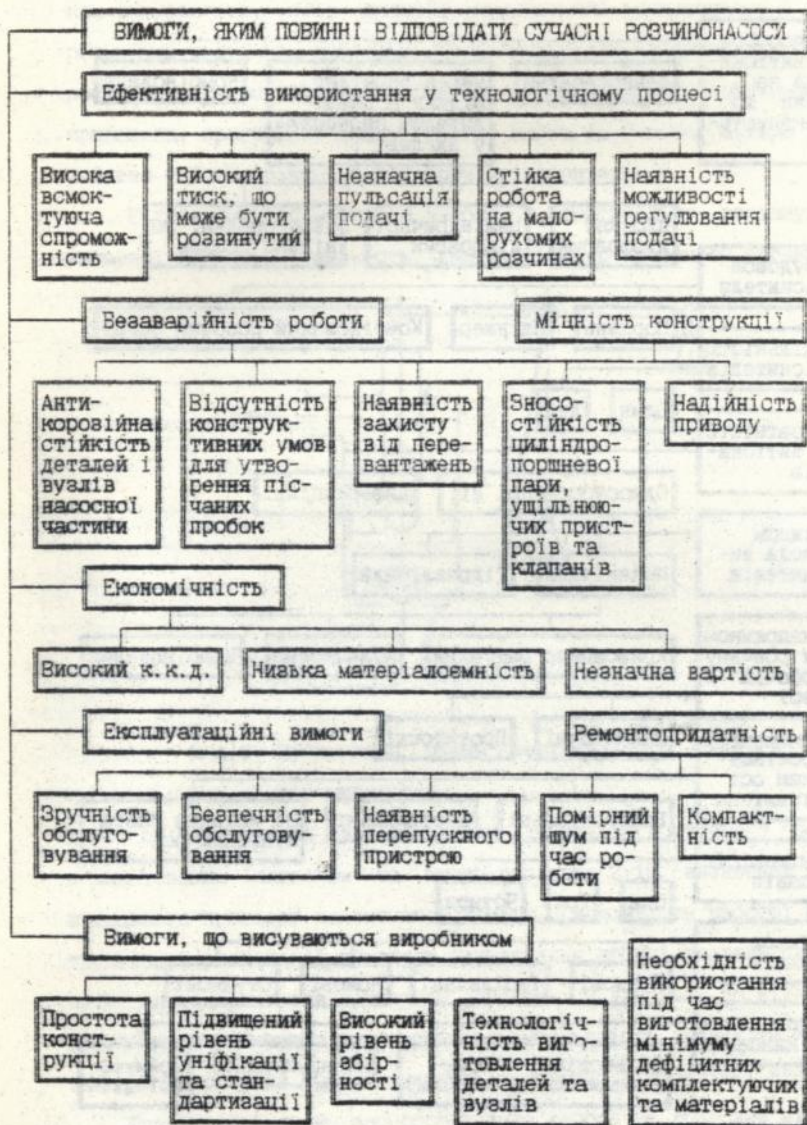 ВИМОГИ, ЯКИМ ПОВИННІ ВІДПОВІДАТИ СУЧАСНІ РОЗЧИНОНАСОСИ
Ефективність використання у технологічному процесі
Висока
всмок-
туюча
спромож-
ність
Високий
тиск, що
може бути
розвинутий
Незначна
пульсація
подачі
Стійка
робота
на мало-
рухомих
розчинах
Наявність
можливості
регулювання
подачі
Безаварійність роботи
Міцність конструкції
Анти-
корозійна
стійкість
деталей і
вузлів
насосної
частини
Відсутність
конструк-
тивних умов
для утво-
рення піс-
чаних
пробок
Наявність
захисту
від пере-
вантажень
Зносо-
стійкість
циліндро-
поршневої
пари,
ущільнюю-
чих прист-
роїв та
клапанів
Надійність
приводу
Економічність
Високий к.к.д.
Низька матеріалоємність
Незначна вартість
Експлуатаційні вимоги
Ремонтопридатність
Зручність
обслуго-
вування
Безпечність
обслугову-
вання
Наявність
перепускного
пристрою
Помірний
шум під
час ро-
боти
Компакт-
ність
Вимоги, що висуваються виробником
Простота
конст-
рукції
Підвищений
рівень
уніфікації
та стан-
дартизації
Високий
рівень
збір-
ності
Технологіч-
ність виго-
товлення
деталей та
вузлів
Необхідність
використання
під час
виготовлення
мінімуму
дефіцитних
комплектуючих
та матеріалів